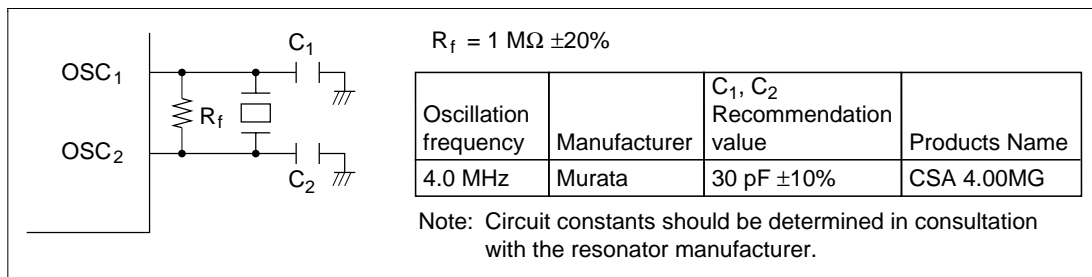 C1
OSC1
Rf
OSC2
C2
Rf = 1 MΩ ±20%
Oscillation frequency	Manufacturer	C1, C2 Recommendation value	Products Name
4.0 MHz	Murata	30 pF ±10%	CSA 4.00MG
Note: Circuit constants should be determined in consultation
with the resonator manufacturer.